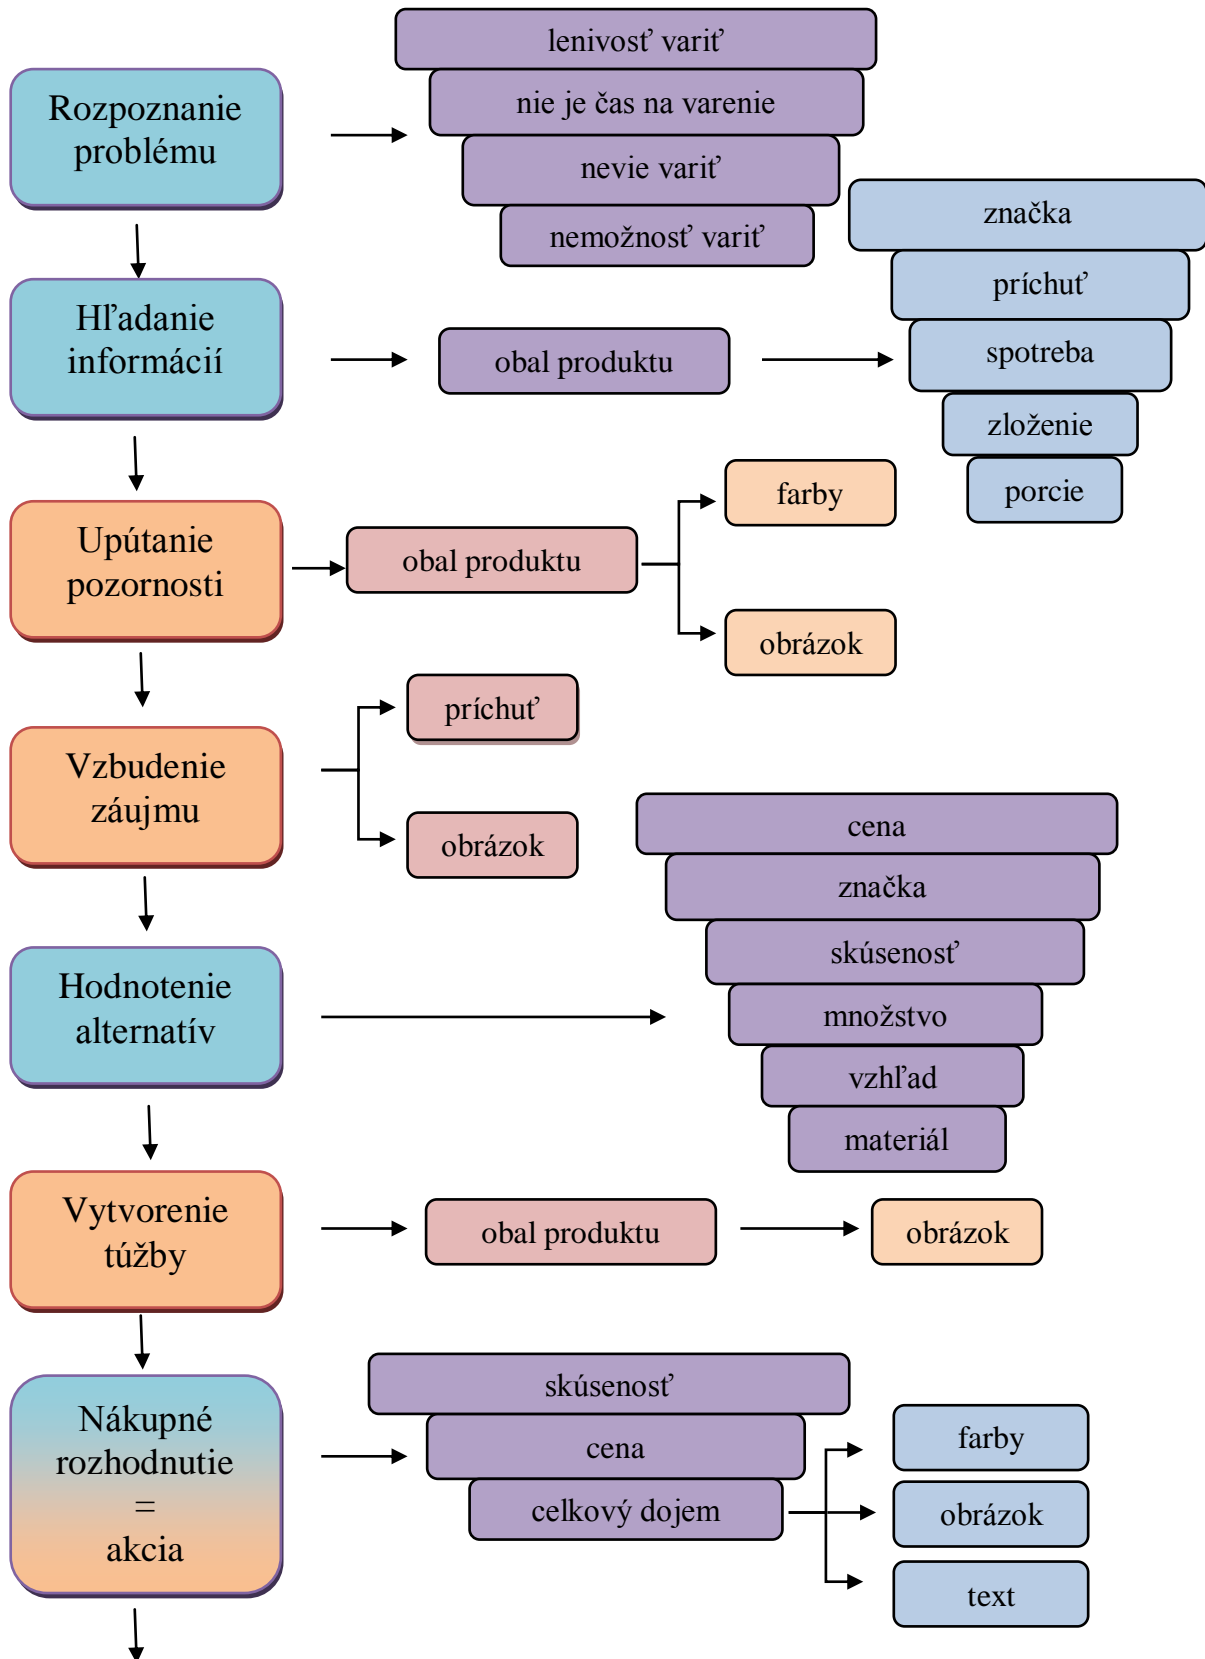 Rozpoznanie
problému
lenivosť variť
nie je čas na varenie
nevie variť
nemožnosť variť
Hľadanie
informácií
obal produktu
značka
príchuť
spotreba
zloženie
porcie
Upútanie
pozornosti
obal produktu
farby
obrázok
Vzbudenie
záujmu
príchuť
obrázok
Hodnotenie
alternatív
cena
značka
skúsenosť
množstvo
vzhľad
materiál
Vytvorenie
túžby
obal produktu
obrázok
Nákupné
rozhodnutie
=
akcia
skúsenosť
cena
celkový dojem
farby
obrázok
text